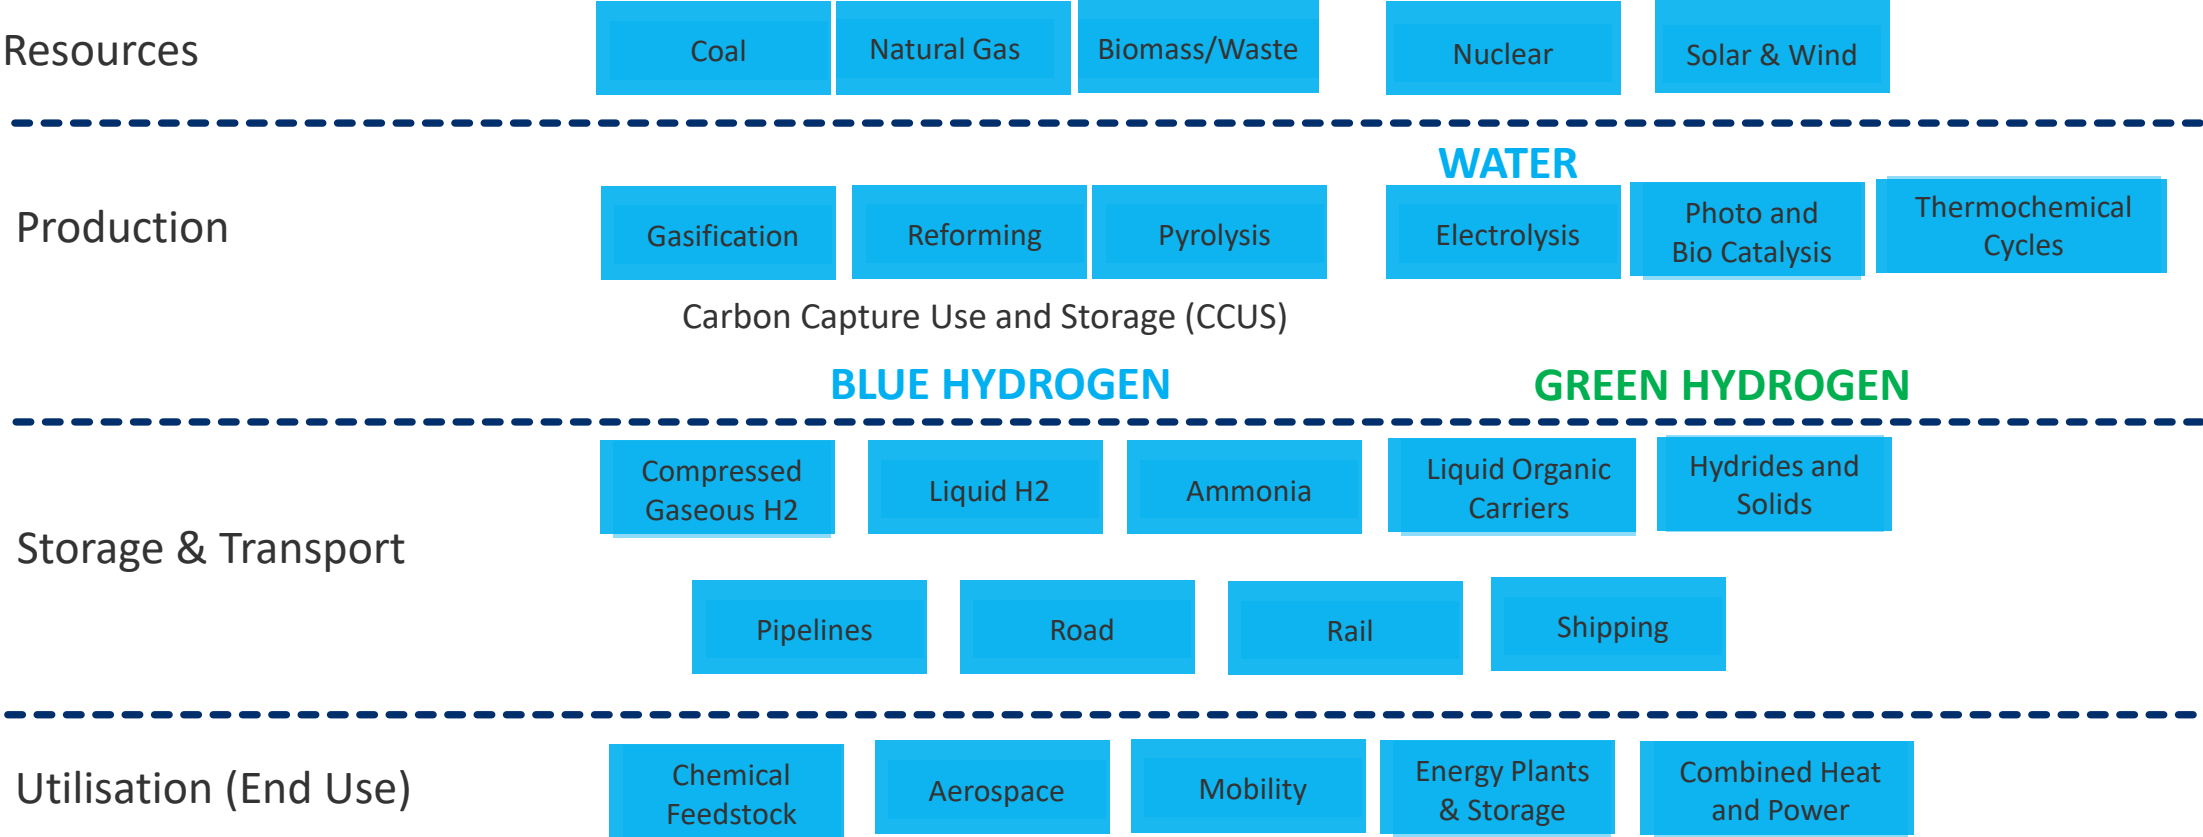 Resources
Coal
Natural Gas
Biomass/Waste
Nuclear
Solar & Wind
Production
WATER
Gasification
Reforming
Pyrolysis
Electrolysis
Photo and
Bio Catalysis
Thermochemical
Cycles
Carbon Capture Use and Storage (CCUS)
BLUE HYDROGEN
GREEN HYDROGEN
Storage & Transport
Compressed
Gaseous H2
Liquid H2
Ammonia
Liquid Organic
Carriers
Hydrides and
Solids
Pipelines
Road
Rail
Shipping
Utilisation (End Use)
Chemical
Feedstock
Aerospace
Mobility
Energy Plants
& Storage
Combined Heat
and Power